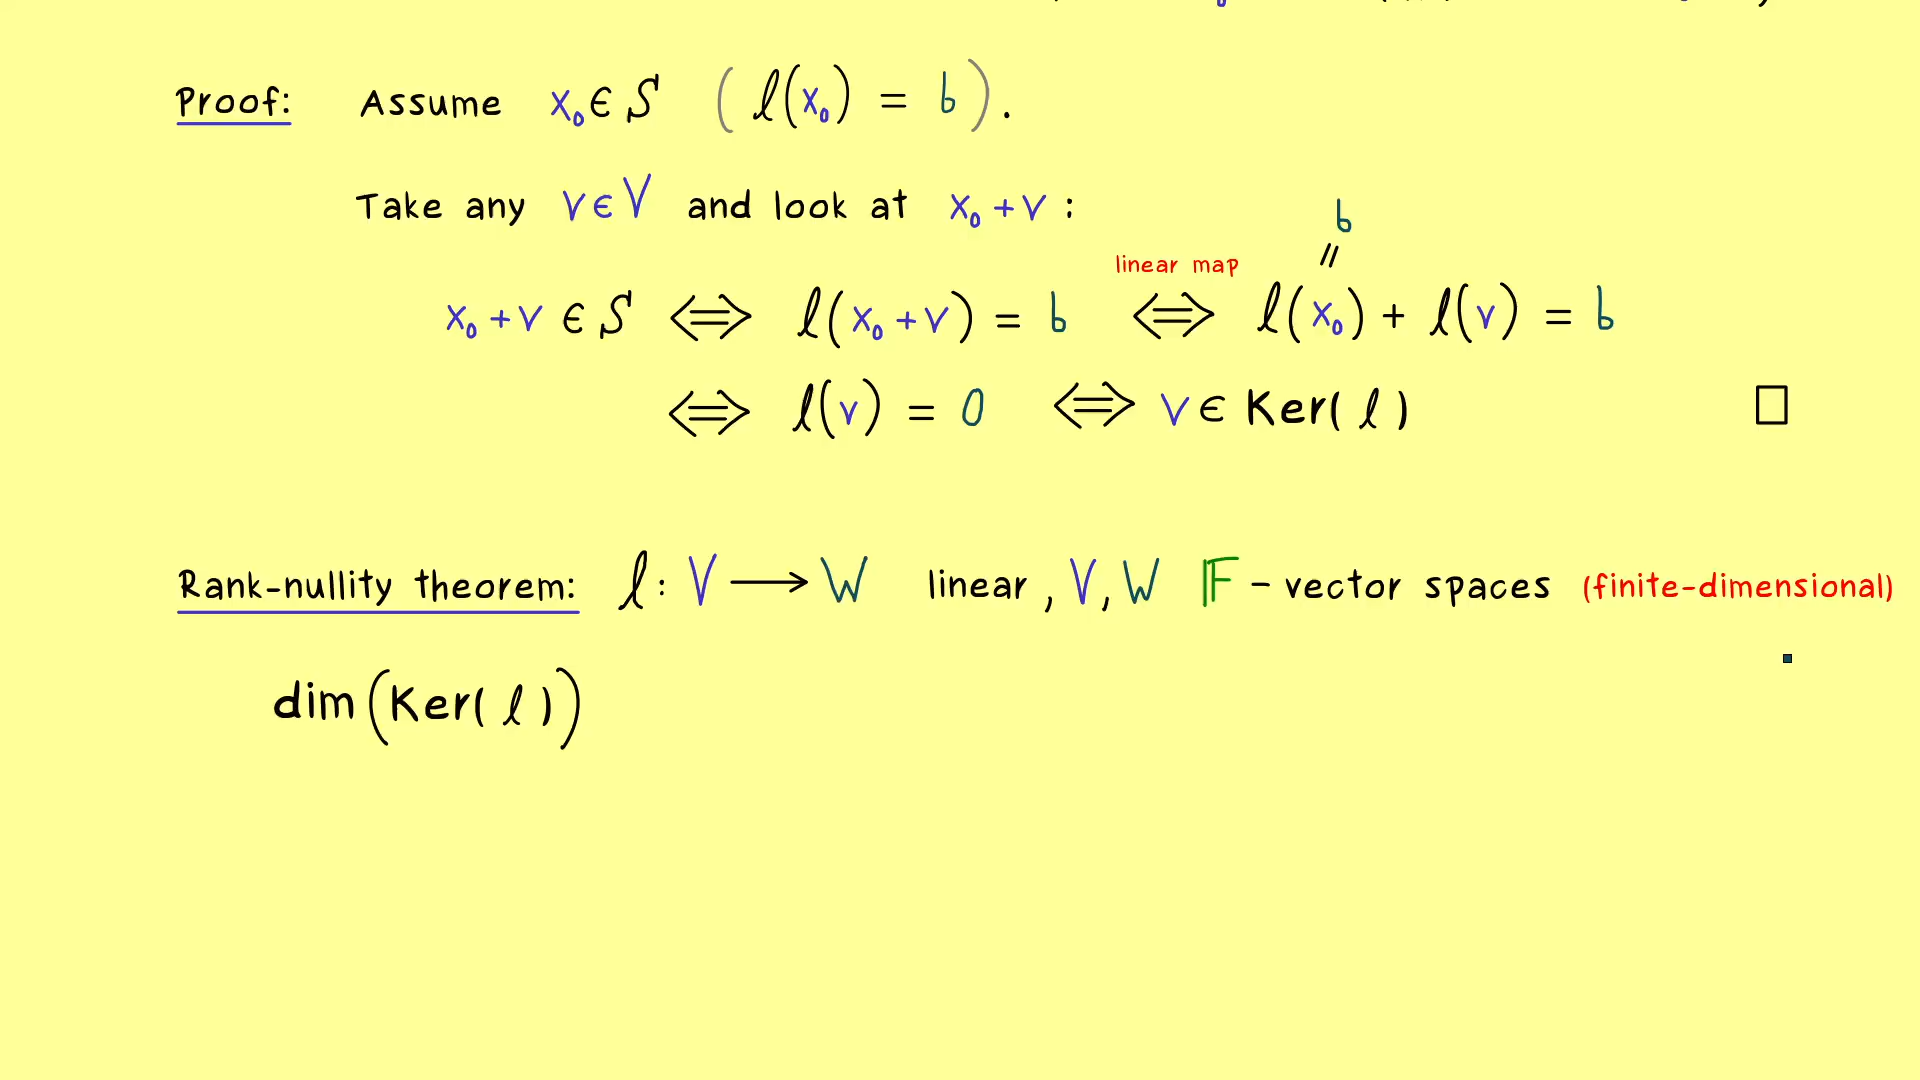 Proof: Assume x₀ ∈ S ( ℓ(x₀) = b ).
Take any v ∈ V and look at x₀ + v :
b
linear map =
x₀ + v ∈ S ⟺ ℓ(x₀ + v) = b ⟺ ℓ(x₀) + ℓ(v) = b
⟺ ℓ(v) = 0 ⟺ v ∈ Ker( ℓ ) □
Rank-nullity theorem: ℓ : V ⟶ W linear , V, W 𝔽 - vector spaces (finite-dimensional)
dim(Ker( ℓ ))